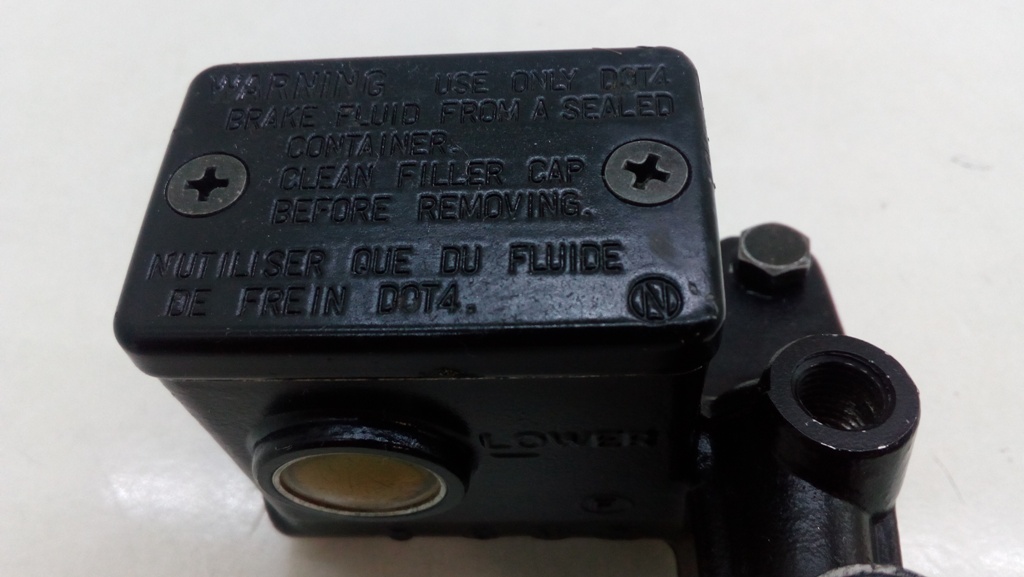 WARNING USE ONLY DOT4
BRAKE FLUID FROM A SEALED
CONTAINER.
CLEAN FILLER CAP
BEFORE REMOVING.
N'UTILISER QUE DU FLUIDE
DE FREIN DOT4.
N
LOWER